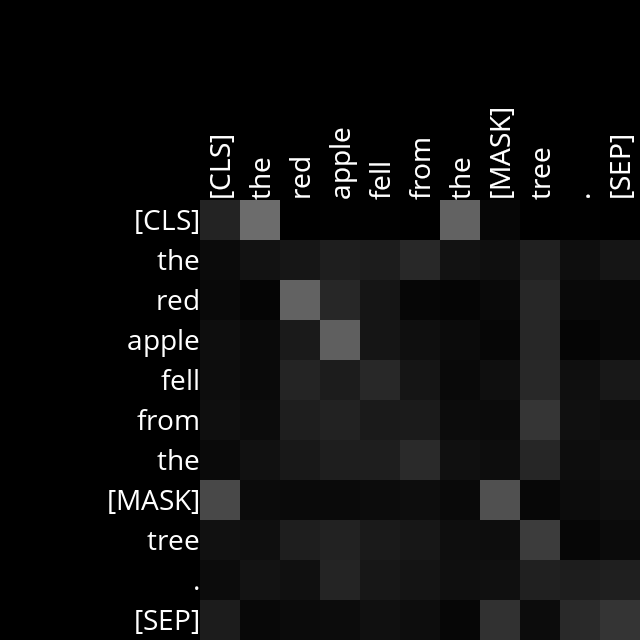 [CLS] the red apple fell from the [MASK] tree . [SEP]
[CLS]
the
red
apple
fell
from
the
[MASK]
tree
.
[SEP]